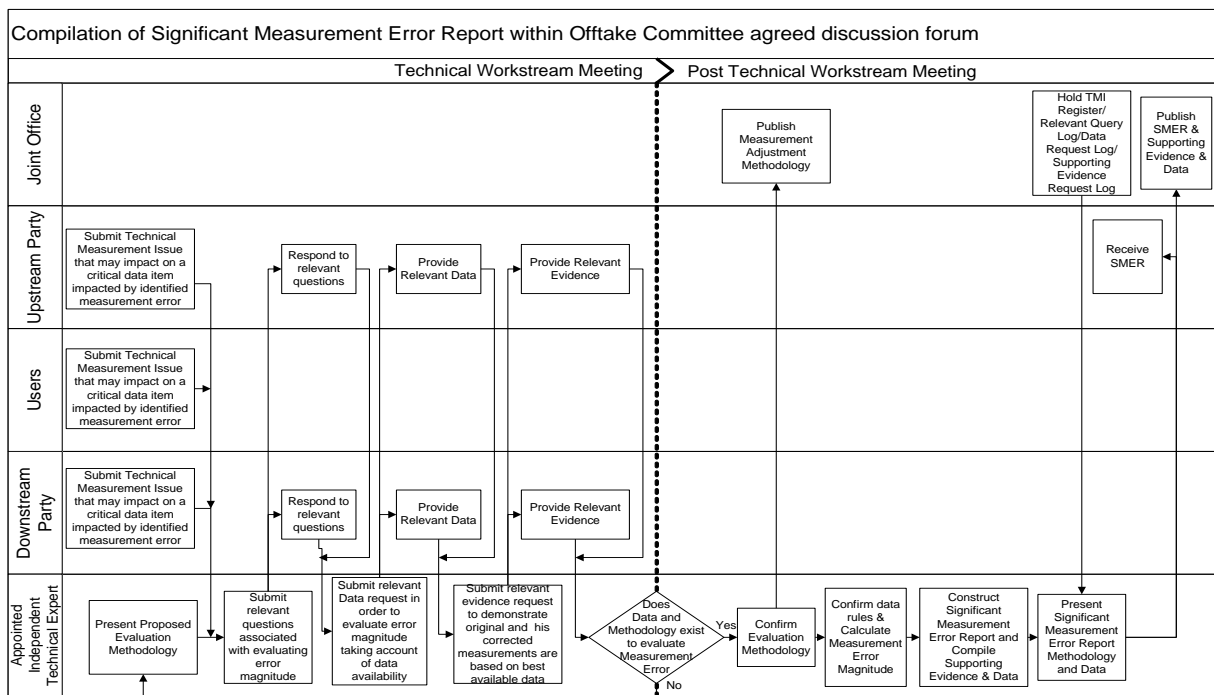 Compilation of Significant Measurement Error Report within Offtake Committee agreed discussion forum
Technical Workstream Meeting
Post Technical Workstream Meeting
Joint Office
Publish
Measurement
Adjustment
Methodology
Hold TMI
Register/
Relevant Query
Log/Data
Request Log/
Supporting
Evidence
Request Log
Publish
SMER &
Supporting
Evidence &
Data
Upstream Party
Submit Technical
Measurement Issue
that may impact on a
critical data item
impacted by identified
measurement error
Respond to
relevant
questions
Provide
Relevant Data
Provide Relevant
Evidence
Receive
SMER
Users
Submit Technical
Measurement Issue
that may impact on a
critical data item
impacted by identified
measurement error
Downstream
Party
Submit Technical
Measurement Issue
that may impact on a
critical data item
impacted by identified
measurement error
Respond to
relevant
questions
Provide
Relevant Data
Provide Relevant
Evidence
Appointed
Independent
Technical Expert
Present Proposed
Evaluation
Methodology
Submit
relevant
questions
associated
with evaluating
error
magnitude
Submit relevant
Data request in
order to
evaluate error
magnitude
taking account
of data
availability
Submit relevant
evidence request
to demonstrate
original and his
corrected
measurements are
based on best
available data
Does
Data and
Methodology exist
to evaluate
Measurement
Error
Yes
No
Confirm
Evaluation
Methodology
Confirm data
rules &
Calculate
Measurement
Error
Magnitude
Construct
Significant
Measurement
Error Report and
Compile
Supporting
Evidence & Data
Present
Significant
Measurement
Error Report
Methodology
and Data